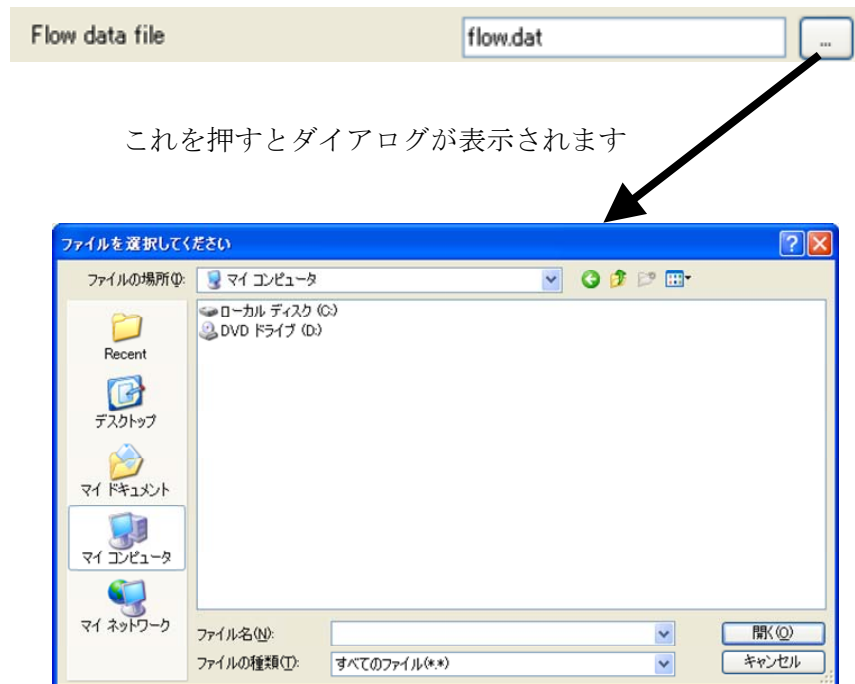 Flow data file
flow.dat
...
これを押すとダイアログが表示されます
ファイルを選択してください
ファイルの場所(I):
マイ コンピュータ
ローカル ディスク (C:)
DVD ドライブ (D:)
Recent
デスクトップ
マイ ドキュメント
マイ コンピュータ
マイ ネットワーク
ファイル名(N):
開く(O)
ファイルの種類(T):
すべてのファイル(*.*)
キャンセル